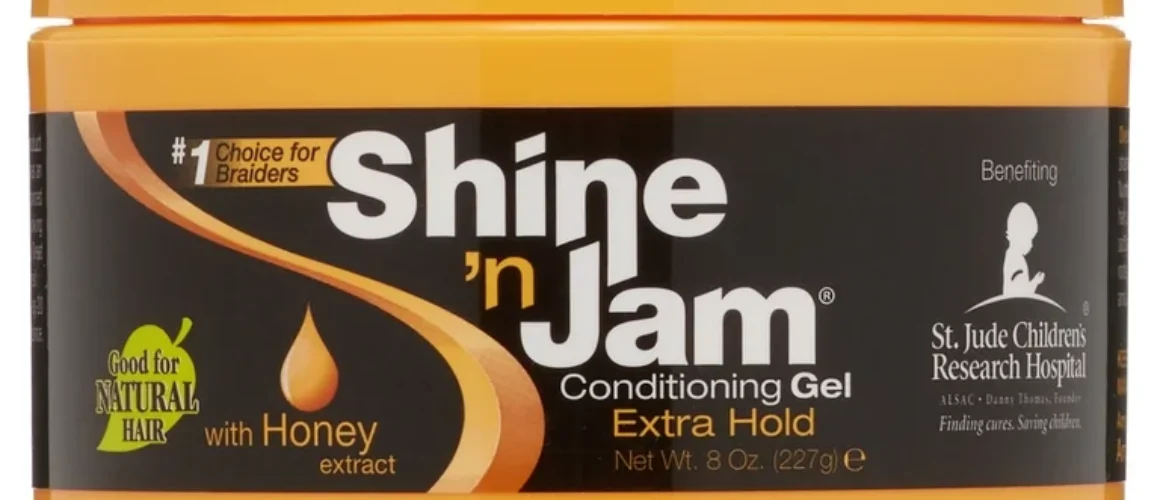 #1 Choice for
Braiders
Shine
'n Jam®
Conditioning Gel
Extra Hold
Net Wt. 8 Oz. (227g) e
Good for
NATURAL
HAIR
with Honey
extract
Benefiting
®
St. Jude Children's
Research Hospital
ALSAC • Danny Thomas, Founder
Finding cures. Saving children.